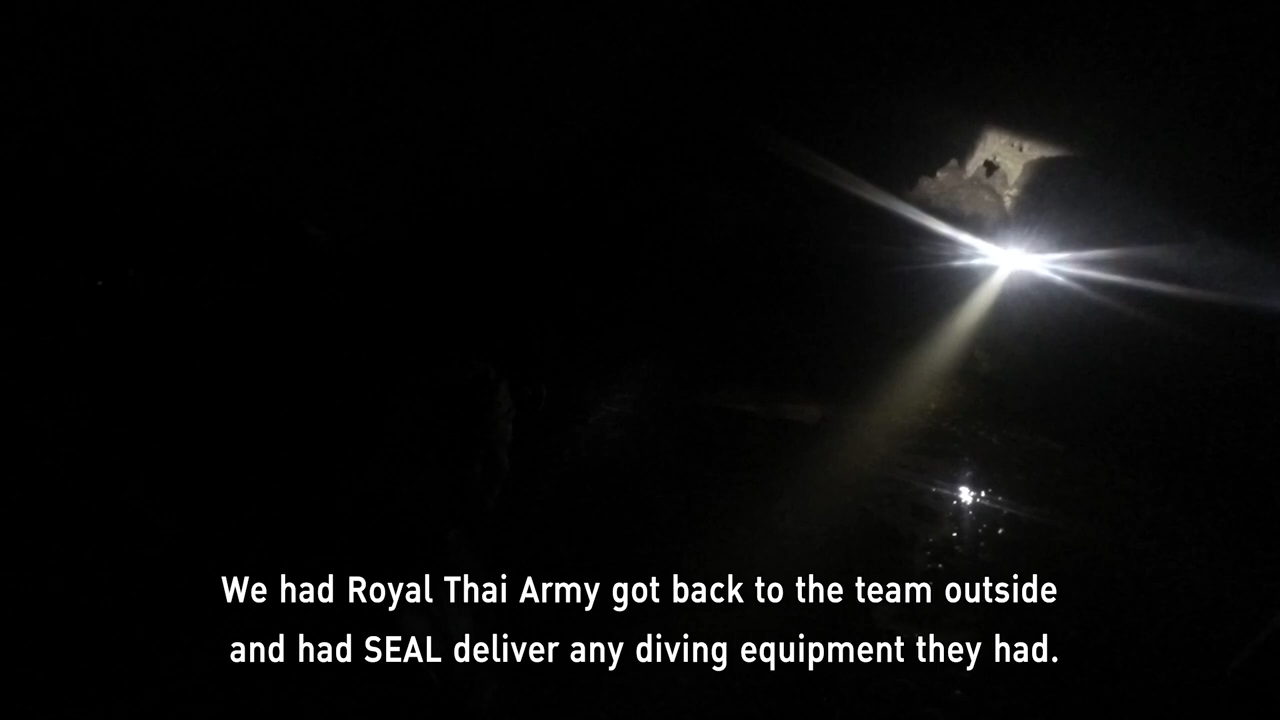 We had Royal Thai Army got back to the team outside
and had SEAL deliver any diving equipment they had.